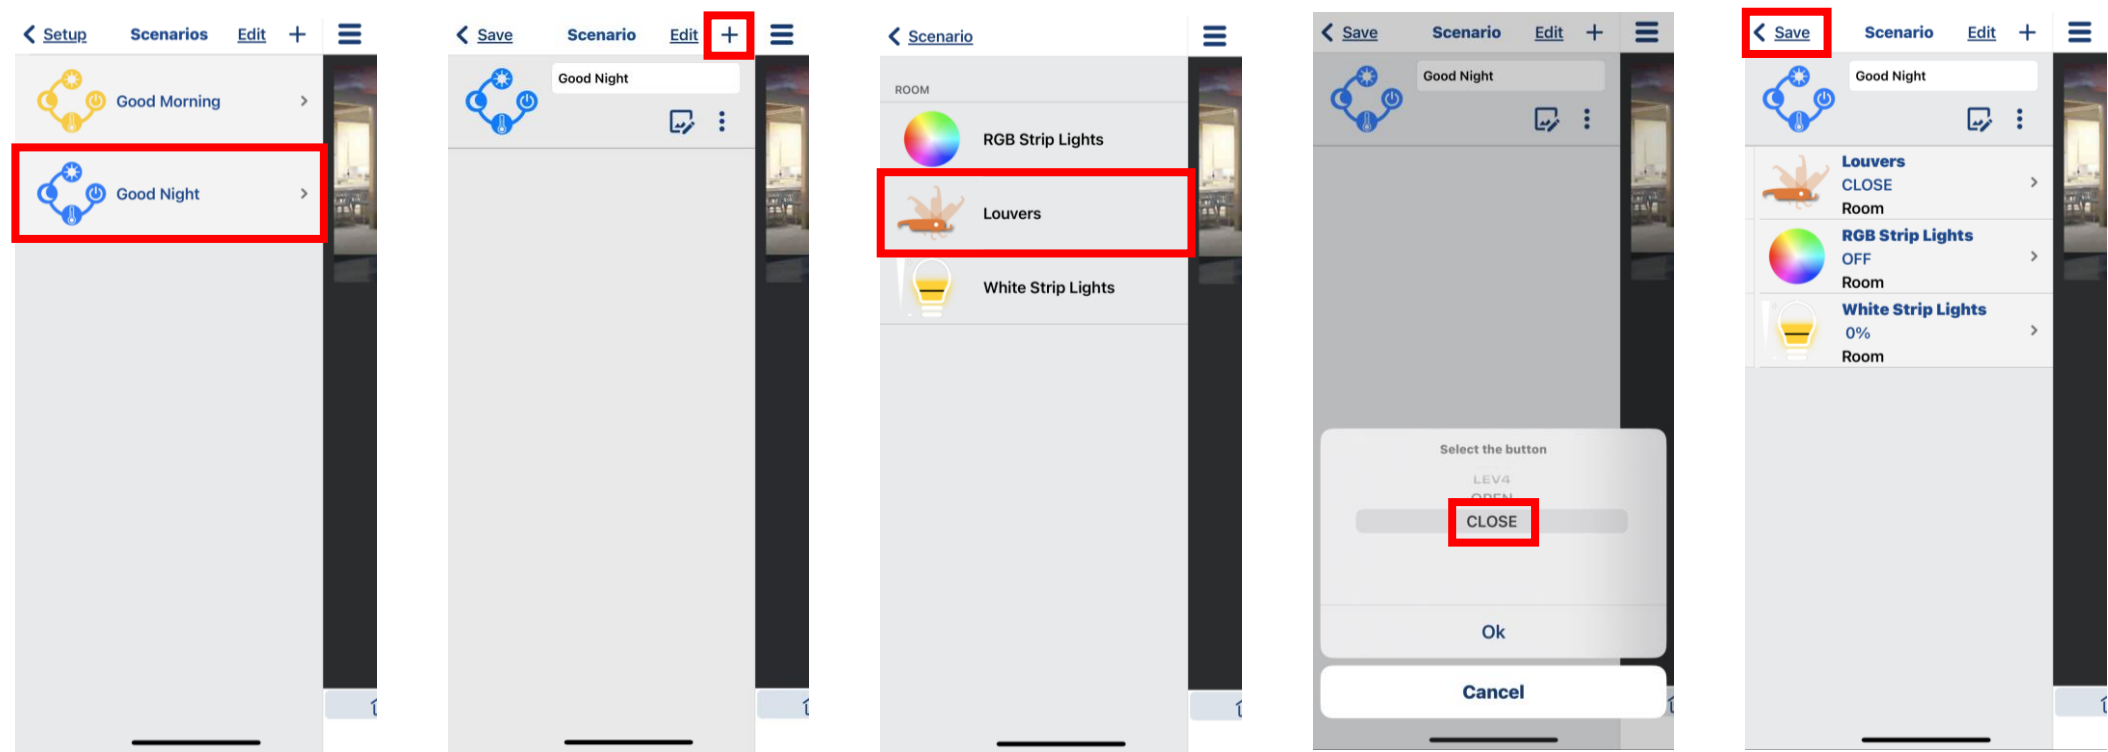 Setup Scenarios Edit +
Good Morning
Good Night
Save Scenario Edit +
Good Night
Scenario
ROOM
RGB Strip Lights
Louvers
White Strip Lights
Save Scenario Edit +
Good Night
Select the button
LEV4
OPEN
CLOSE
Ok
Cancel
Save Scenario Edit +
Good Night
Louvers
CLOSE
Room
RGB Strip Lights
OFF
Room
White Strip Lights
0%
Room